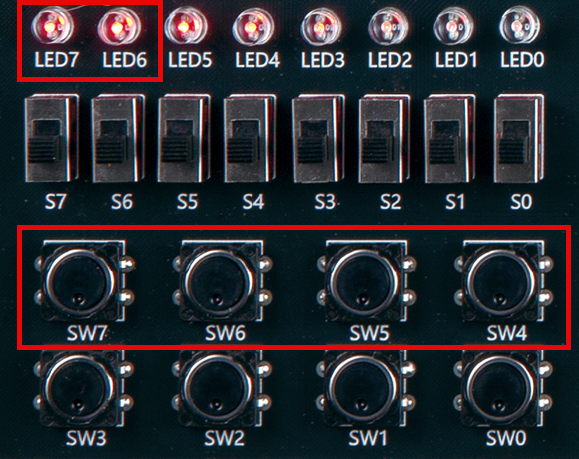 LED7 LED6 LED5 LED4 LED3 LED2 LED1 LED0
S7 S6 S5 S4 S3 S2 S1 S0
SW7 SW6 SW5 SW4
SW3 SW2 SW1 SW0